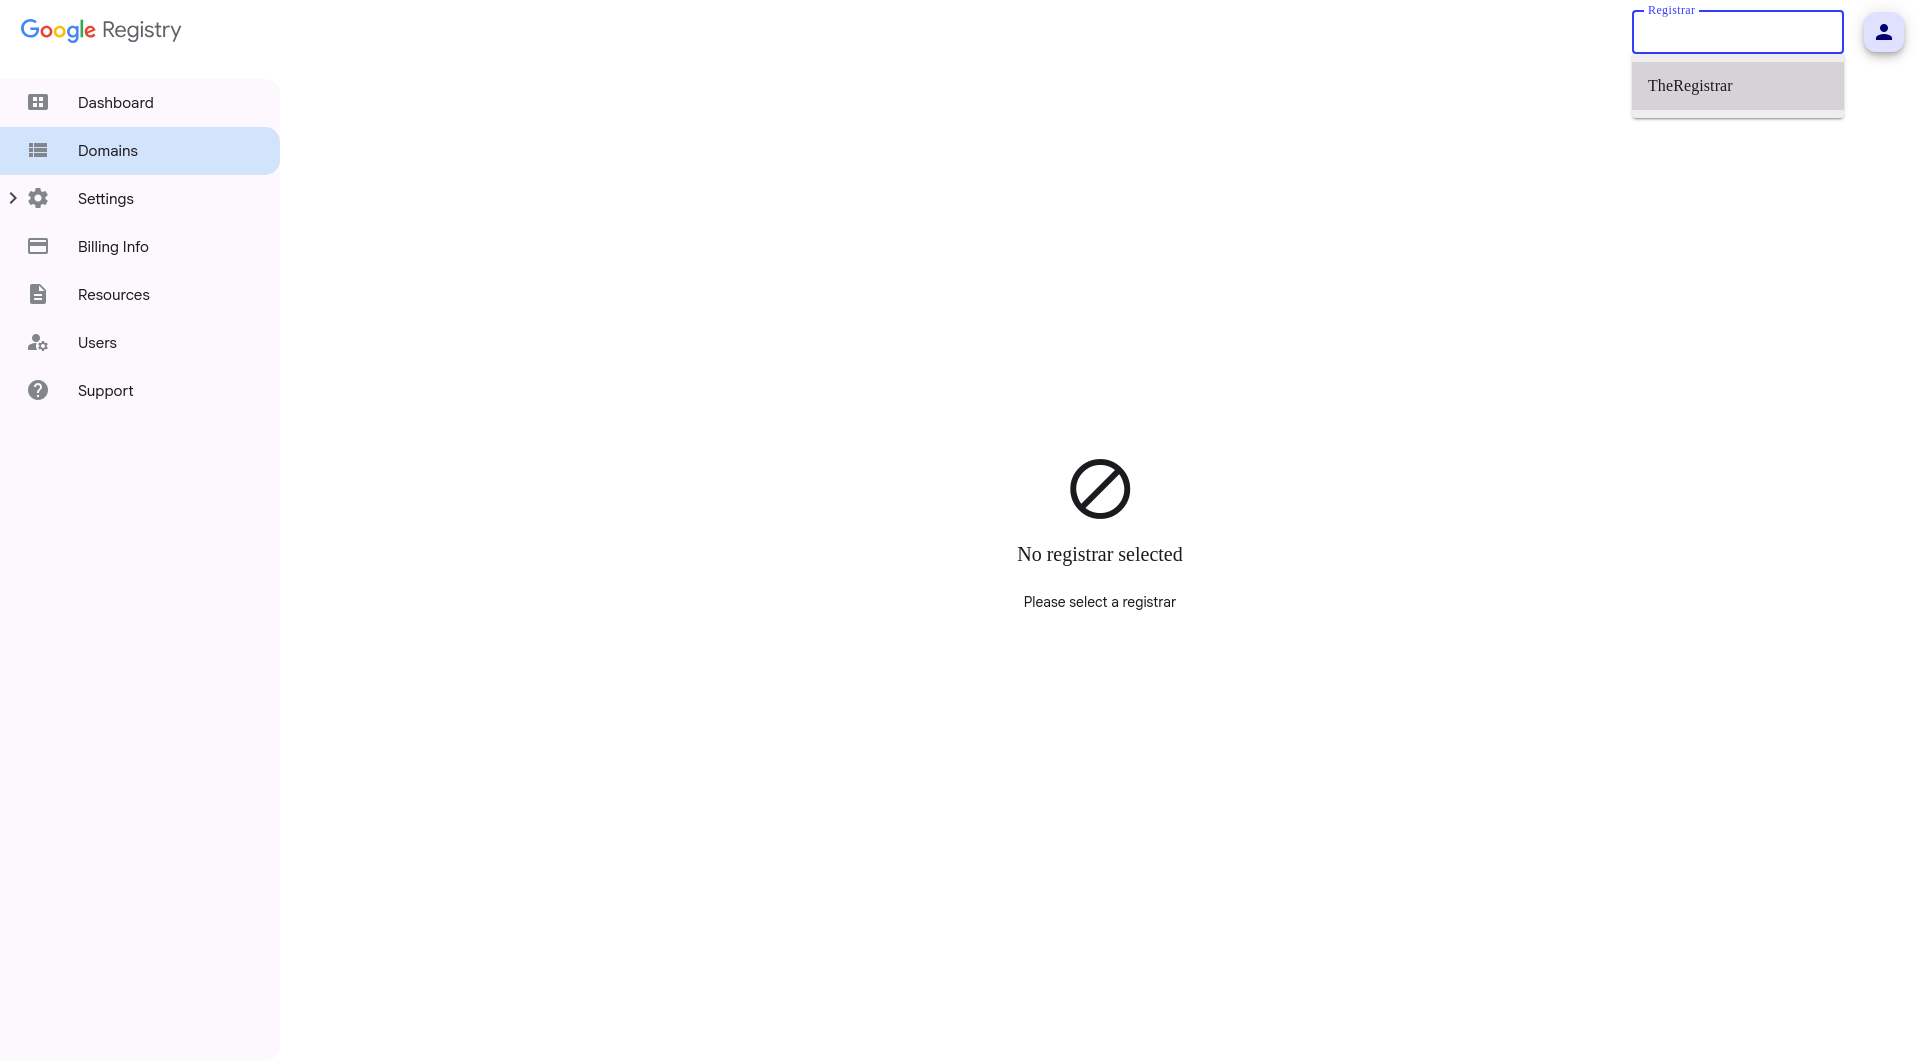 Google Registry
Registrar
TheRegistrar
Dashboard
Domains
Settings
Billing Info
Resources
Users
Support
No registrar selected
Please select a registrar